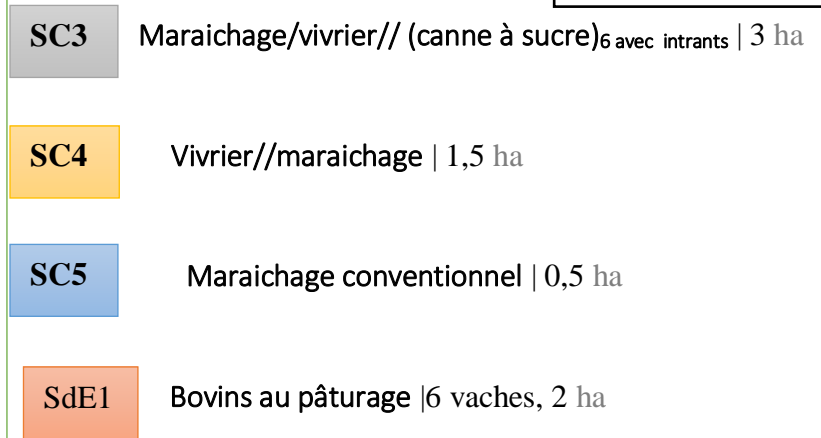 SC3 Maraichage/vivrier// (canne à sucre)6 avec intrants | 3 ha
SC4 Vivrier//maraichage | 1,5 ha
SC5 Maraichage conventionnel | 0,5 ha
SdE1 Bovins au pâturage |6 vaches, 2 ha